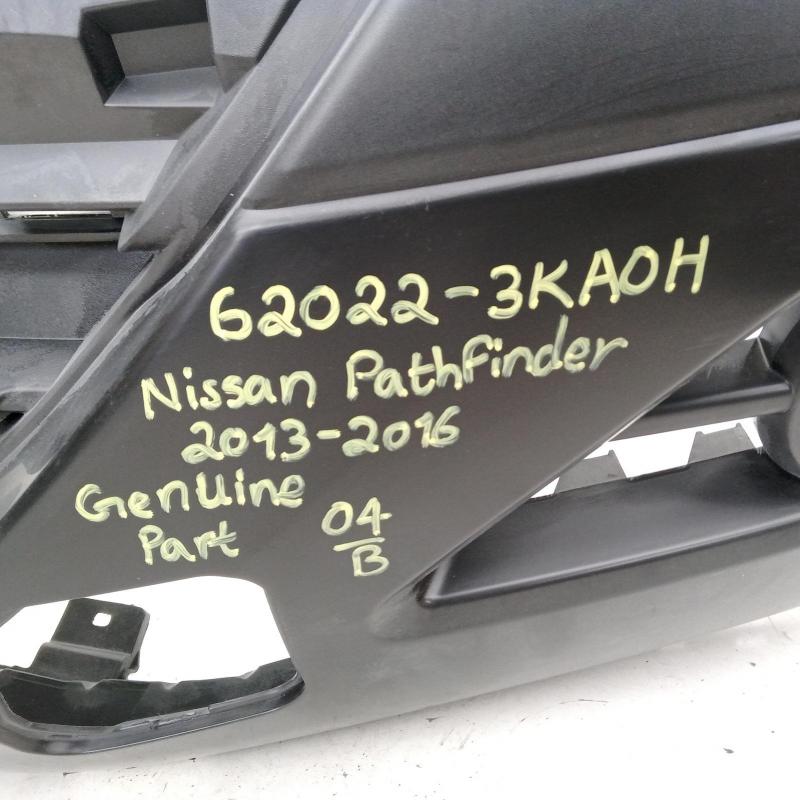 62022-3KA0H
Nissan Pathfinder
2013-2016
Genuine
Part
04
B